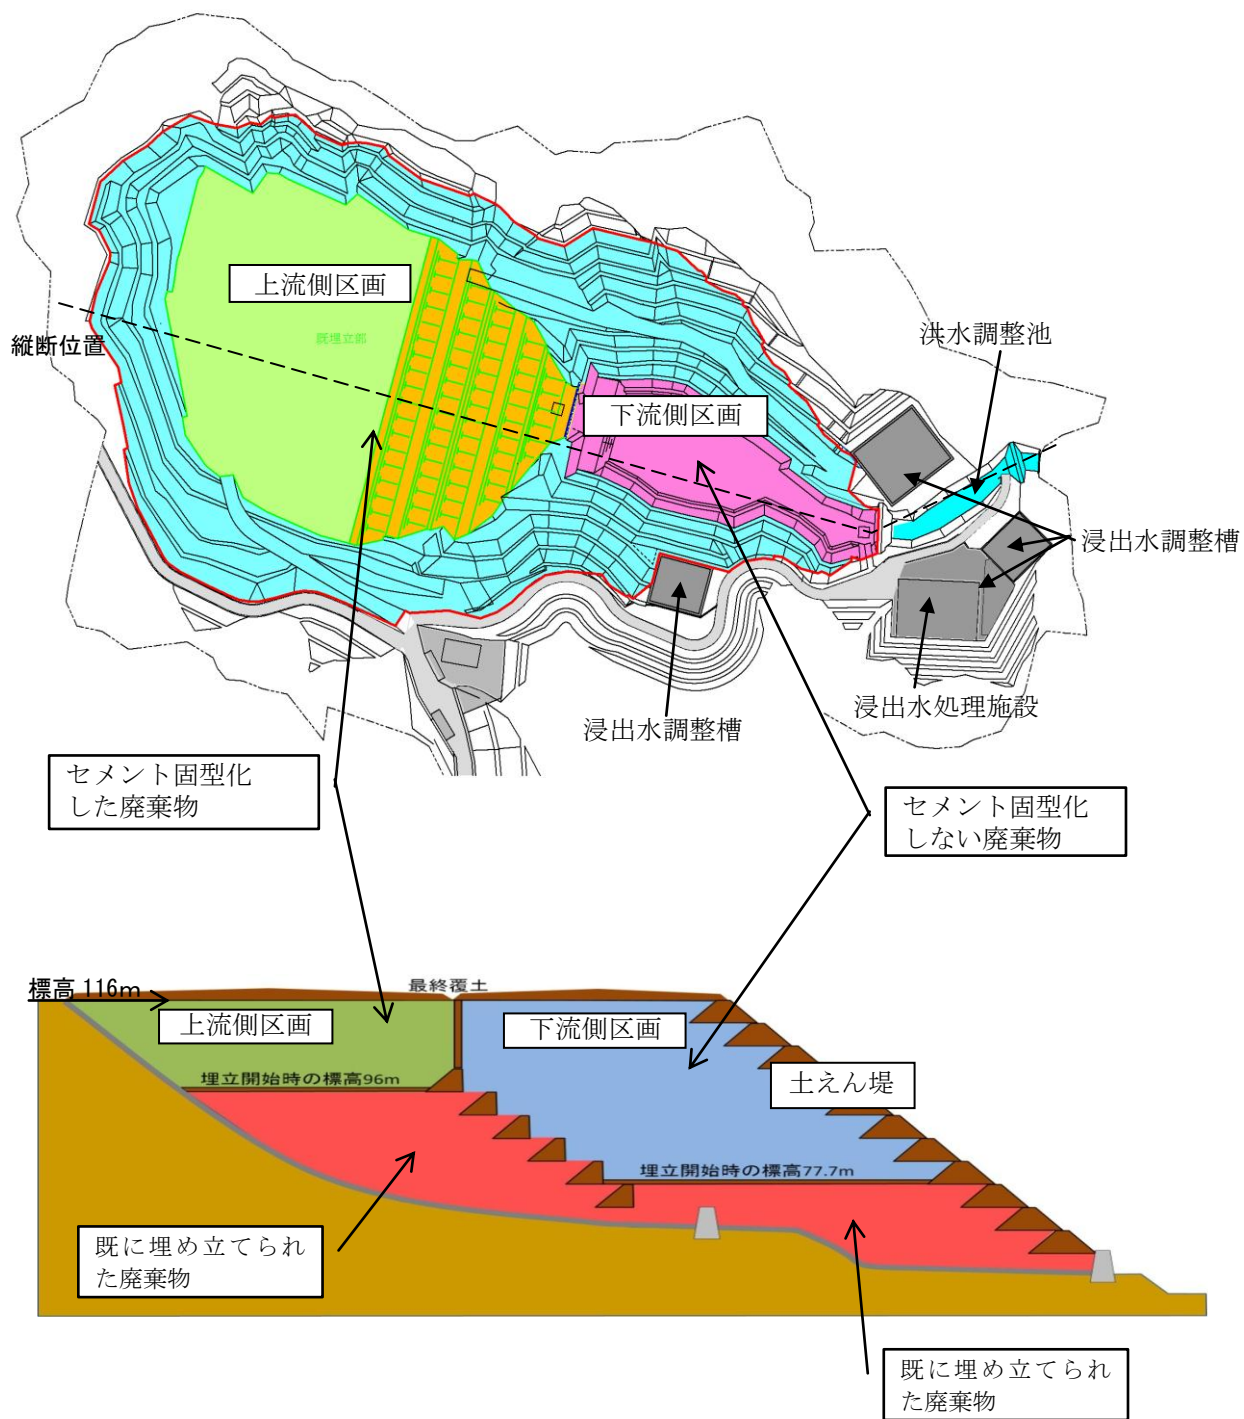 上流側区画
既埋立部
縦断位置
洪水調整池
下流側区画
浸出水調整槽
浸出水処理施設
浸出水調整槽
セメント固型化
した廃棄物
セメント固型化
しない廃棄物
最終覆土
標高 116m
上流側区画
下流側区画
埋立開始時の標高96m
土えん堤
埋立開始時の標高77.7m
既に埋め立てられ
た廃棄物
既に埋め立てられ
た廃棄物